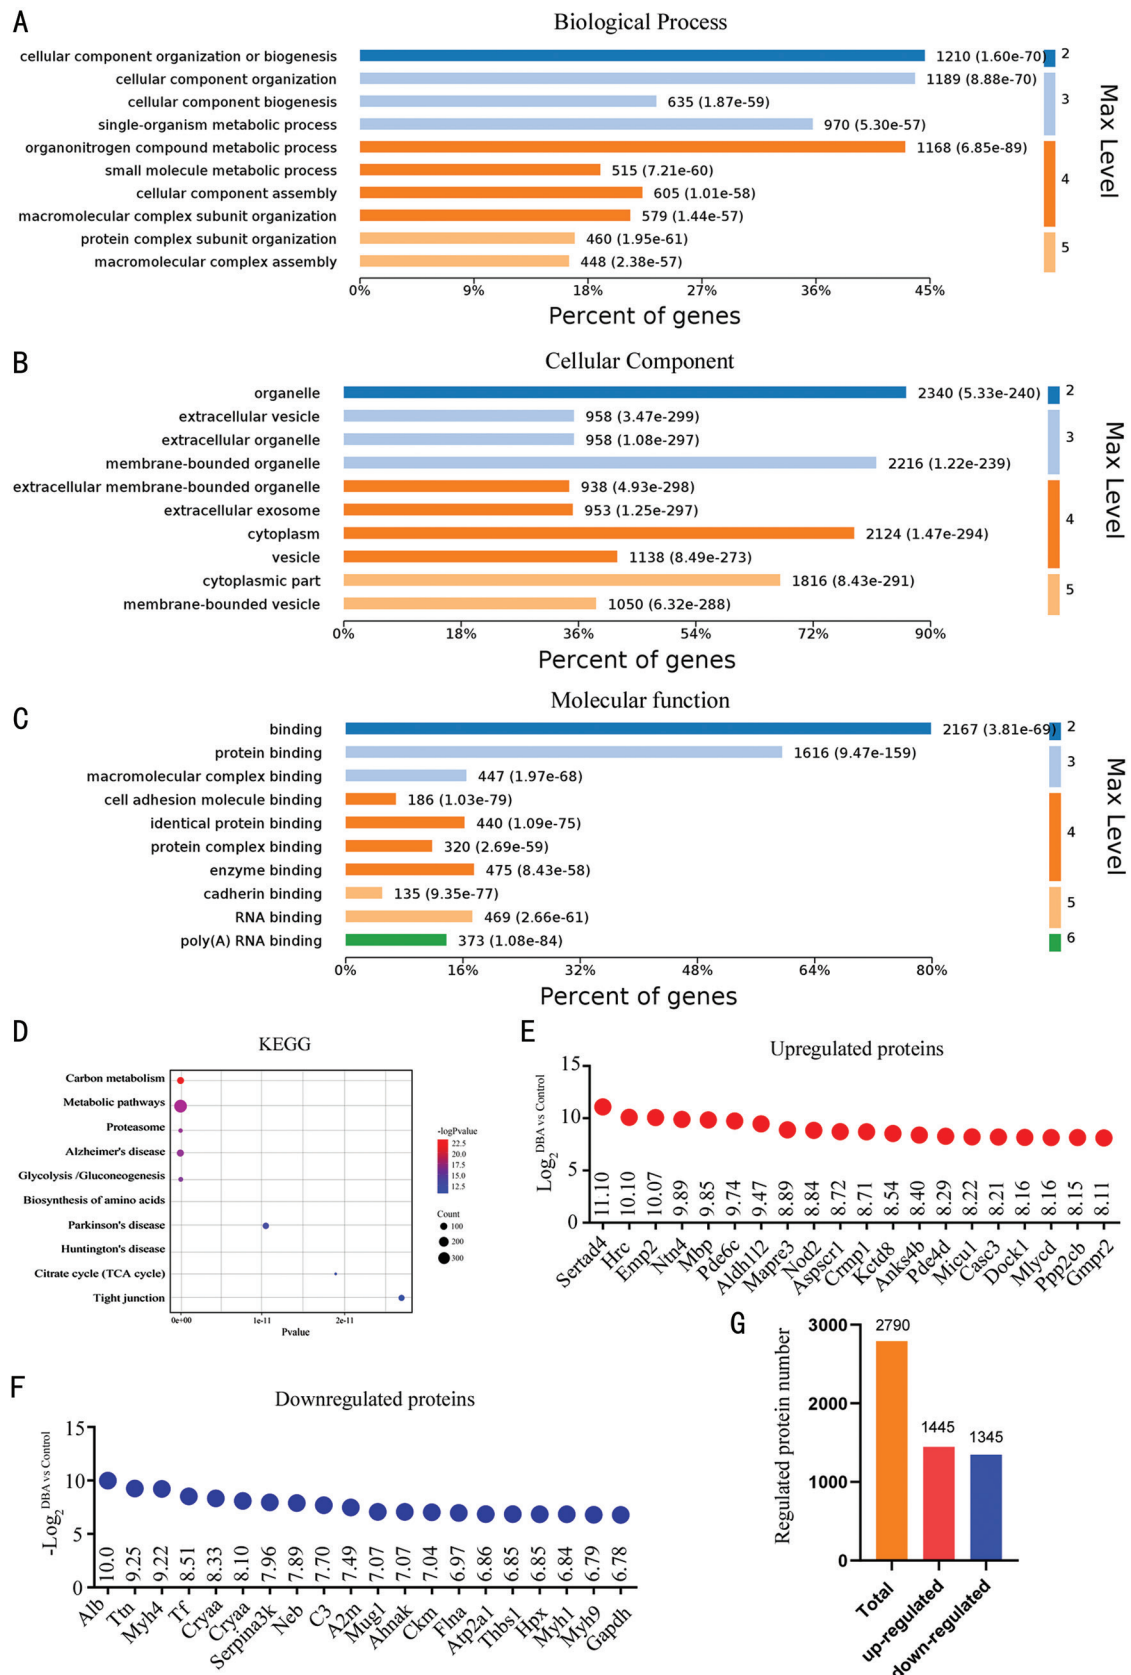 A
Biological Process
cellular component organization or biogenesis 1210 (1.60e-70) 2
cellular component organization 1189 (8.88e-70)
cellular component biogenesis 635 (1.87e-59) 3
single-organism metabolic process 970 (5.30e-57)
organonitrogen compound metabolic process 1168 (6.85e-89)
small molecule metabolic process 515 (7.21e-60)
cellular component assembly 605 (1.01e-58) 4
macromolecular complex subunit organization 579 (1.44e-57)
protein complex subunit organization 460 (1.95e-61) 5
macromolecular complex assembly 448 (2.38e-57)
0% 9% 18% 27% 36% 45%
Percent of genes
Max Level
B
Cellular Component
organelle 2340 (5.33e-240) 2
extracellular vesicle 958 (3.47e-299)
extracellular organelle 958 (1.08e-297) 3
membrane-bounded organelle 2216 (1.22e-239)
extracellular membrane-bounded organelle 938 (4.93e-298)
extracellular exosome 953 (1.25e-297) 4
cytoplasm 2124 (1.47e-294)
vesicle 1138 (8.49e-273)
cytoplasmic part 1816 (8.43e-291) 5
membrane-bounded vesicle 1050 (6.32e-288)
0% 18% 36% 54% 72% 90%
Percent of genes
Max Level
C
Molecular function
binding 2167 (3.81e-69) 2
protein binding 1616 (9.47e-159) 3
macromolecular complex binding 447 (1.97e-68)
cell adhesion molecule binding 186 (1.03e-79)
identical protein binding 440 (1.09e-75) 4
protein complex binding 320 (2.69e-59)
enzyme binding 475 (8.43e-58)
cadherin binding 135 (9.35e-77) 5
RNA binding 469 (2.66e-61)
poly(A) RNA binding 373 (1.08e-84) 6
0% 16% 32% 48% 64% 80%
Percent of genes
Max Level
D
KEGG
Carbon metabolism
Metabolic pathways
Proteasome
Alzheimer's disease
Glycolysis /Gluconeogenesis
Biosynthesis of amino acids
Parkinson's disease
Huntington's disease
Citrate cycle (TCA cycle)
Tight junction
0e+00 1e-11 2e-11
Pvalue
-logPvalue
22.5
20.0
17.5
15.0
12.5
Count
100
200
300
E
Upregulated proteins
Log2 DBA vs Control
15
10
5
0
11.10 10.10 10.07 9.89 9.85 9.74 9.47 8.89 8.84 8.72 8.71 8.54 8.40 8.29 8.22 8.21 8.16 8.16 8.15 8.11
Sertad4 Hrc Emp2 Ntn4 Mbp Pde6c Aldh1l2 Mapre3 Nod2 Aspscr1 Crmp1 Kctd8 Anks4b Pde4d Micu1 Casc3 Dock1 Mlycd Ppp2cb Gmpr2
F
Downregulated proteins
-Log2 DBA vs Control
15
10
5
0
10.0 9.25 9.22 8.51 8.33 8.10 7.96 7.89 7.70 7.49 7.07 7.07 7.04 6.97 6.86 6.85 6.85 6.84 6.79 6.78
Alb Ttn Myh4 Tf Cryaa Cryaa Serpina3k Neb C3 A2m Mug1 Ahnak Ckm Flna Atp2a1 Thbs1 Hpx Myh1 Myh9 Gapdh
G
Regulated protein number
3000
2000
1000
0
2790 1445 1345
Total up-regulated down-regulated